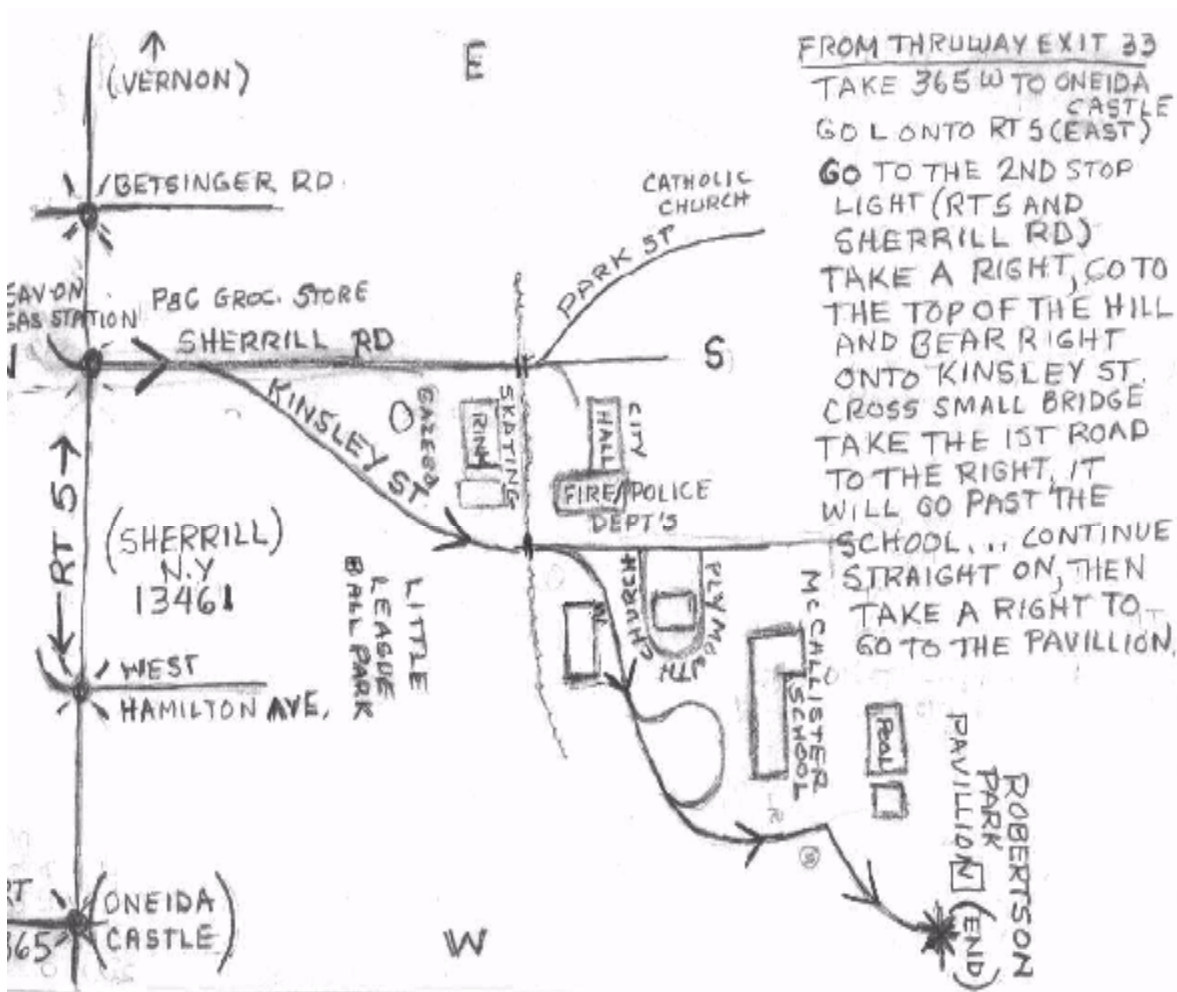 (VERNON)
E
BETSINGER RD.
CATHOLIC
CHURCH
PARK ST
SAV-ON
GAS STATION
P&C GROC. STORE
SHERRILL RD
S
N
KINSLEY ST
GAZEBO
SKATING
RINK
CITY
HALL
FIRE/POLICE
DEPT'S
RT 5
(SHERRILL)
N.Y
13461
LITTLE
LEAGUE
BALL PARK
PLYMOUTH
CHURCH
McCALLISTER
SCHOOL
WEST
HAMILTON AVE.
POOL
ROBERTSON
PARK
PAVILLION
(END)
RT
365
(ONEIDA
CASTLE)
W
FROM THRUWAY EXIT 33
TAKE 365 W TO ONEIDA
CASTLE
GO L ONTO RT 5 (EAST)
GO TO THE 2ND STOP
LIGHT (RT5 AND
SHERRILL RD)
TAKE A RIGHT, GO TO
THE TOP OF THE HILL
AND BEAR RIGHT
ONTO KINSLEY ST.
CROSS SMALL BRIDGE
TAKE THE 1ST ROAD
TO THE RIGHT, IT
WILL GO PAST THE
SCHOOL... CONTINUE
STRAIGHT ON, THEN
TAKE A RIGHT TO
GO TO THE PAVILLION.